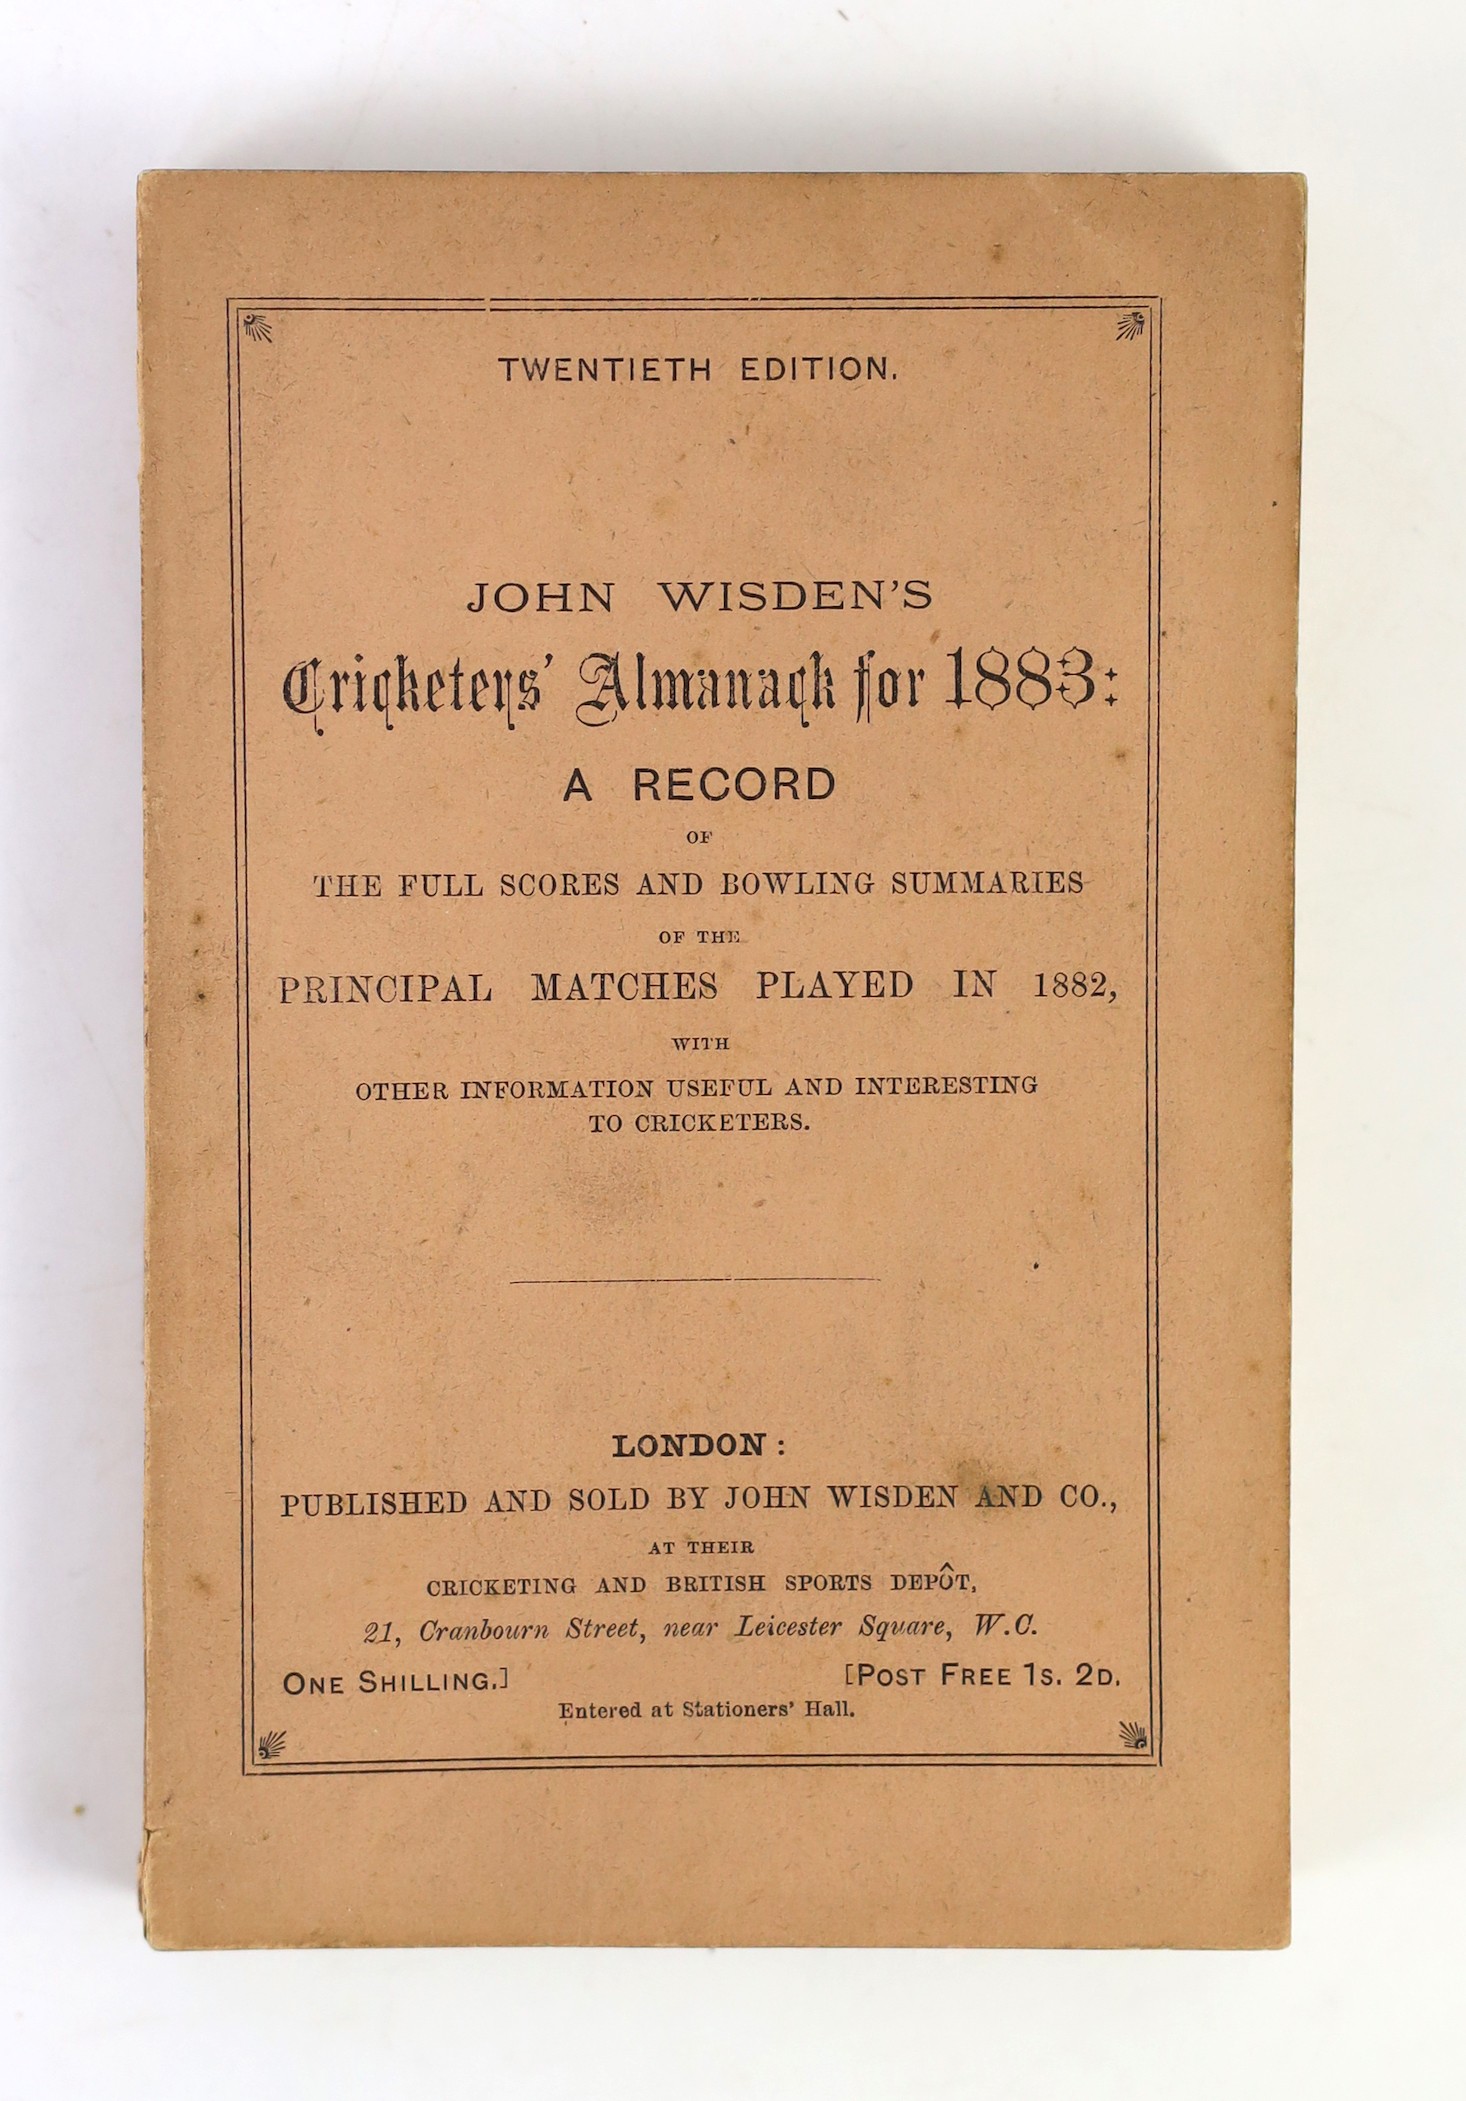 TWENTIETH EDITION.
JOHN WISDEN'S
Cricketers' Almanack for 1883:
A RECORD
OF
THE FULL SCORES AND BOWLING SUMMARIES
OF THE
PRINCIPAL MATCHES PLAYED IN 1882,
WITH
OTHER INFORMATION USEFUL AND INTERESTING
TO CRICKETERS.
LONDON:
PUBLISHED AND SOLD BY JOHN WISDEN AND CO.,
AT THEIR
CRICKETING AND BRITISH SPORTS DEPÔT,
21, Cranbourn Street, near Leicester Square, W.C.
ONE SHILLING.] [POST FREE 1S. 2D.
Entered at Stationers' Hall.